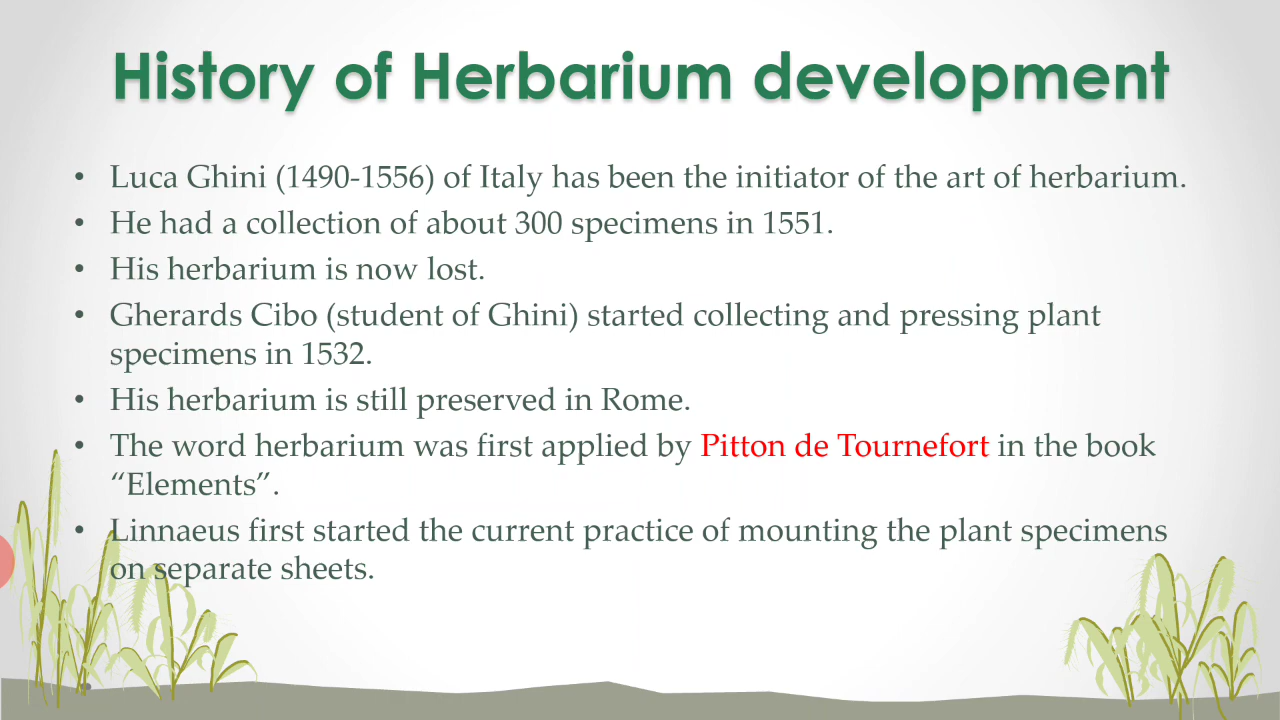 History of Herbarium development
• Luca Ghini (1490-1556) of Italy has been the initiator of the art of herbarium.
• He had a collection of about 300 specimens in 1551.
• His herbarium is now lost.
• Gherards Cibo (student of Ghini) started collecting and pressing plant
specimens in 1532.
• His herbarium is still preserved in Rome.
• The word herbarium was first applied by Pitton de Tournefort in the book
“Elements”.
• Linnaeus first started the current practice of mounting the plant specimens
on separate sheets.